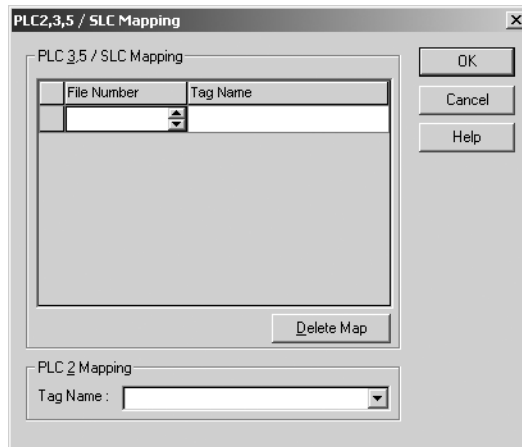 PLC2,3,5 / SLC Mapping
PLC 3,5 / SLC Mapping
File Number Tag Name
OK
Cancel
Help
Delete Map
PLC 2 Mapping
Tag Name :